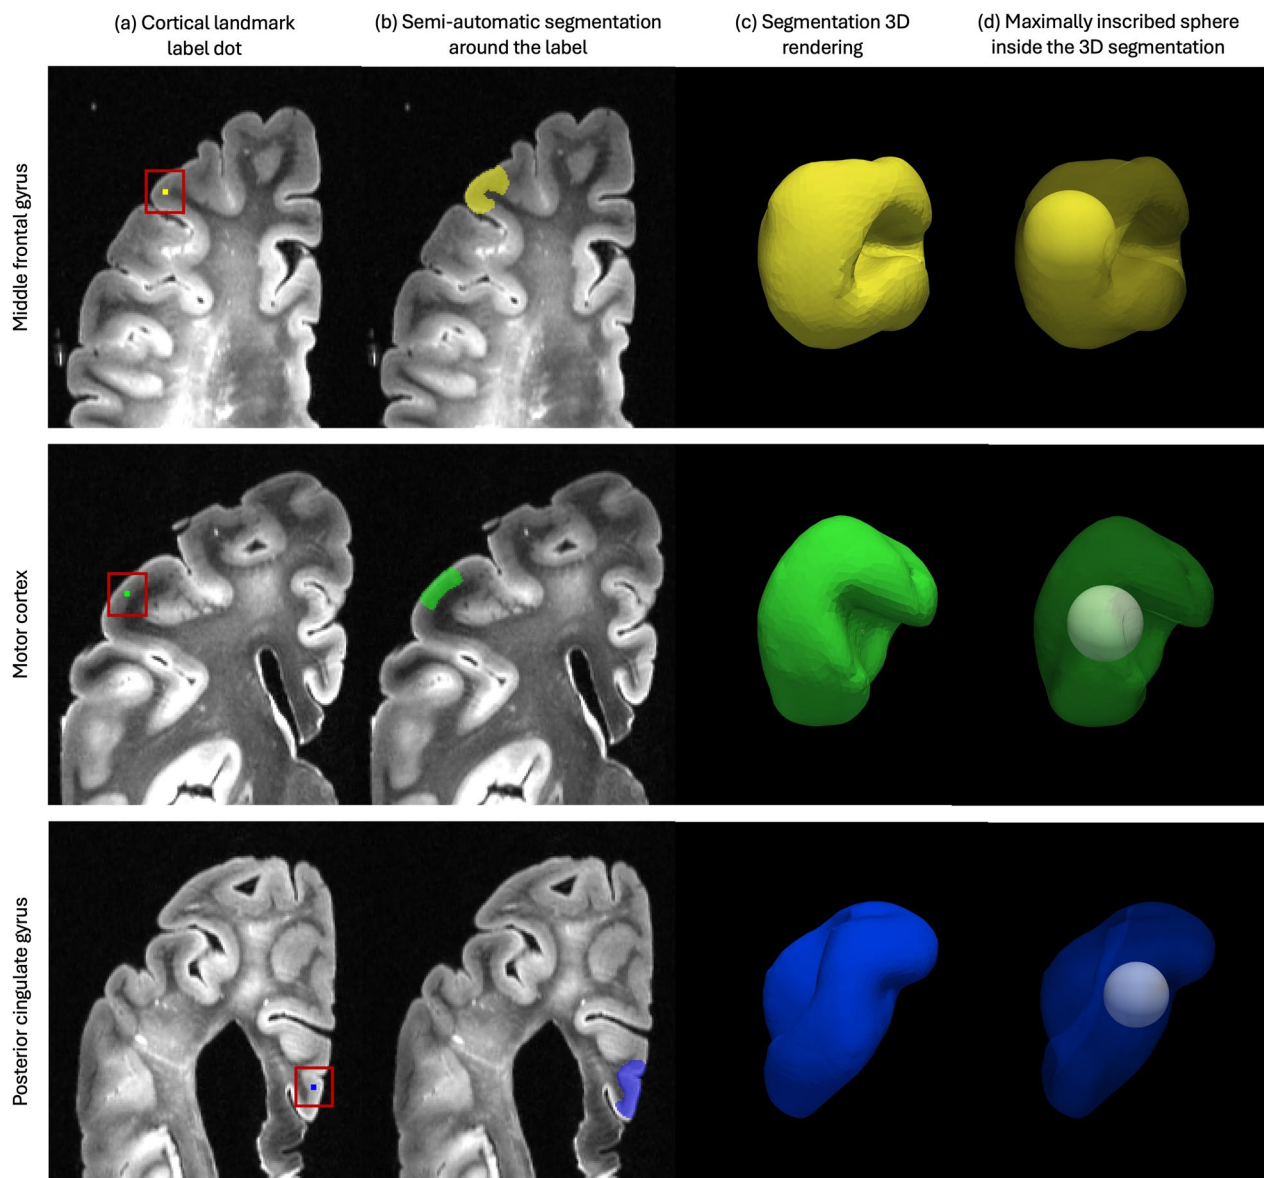 (a) Cortical landmark
label dot
(b) Semi-automatic segmentation
around the label
(c) Segmentation 3D
rendering
(d) Maximally inscribed sphere
inside the 3D segmentation
Middle frontal gyrus
Motor cortex
Posterior cingulate gyrus